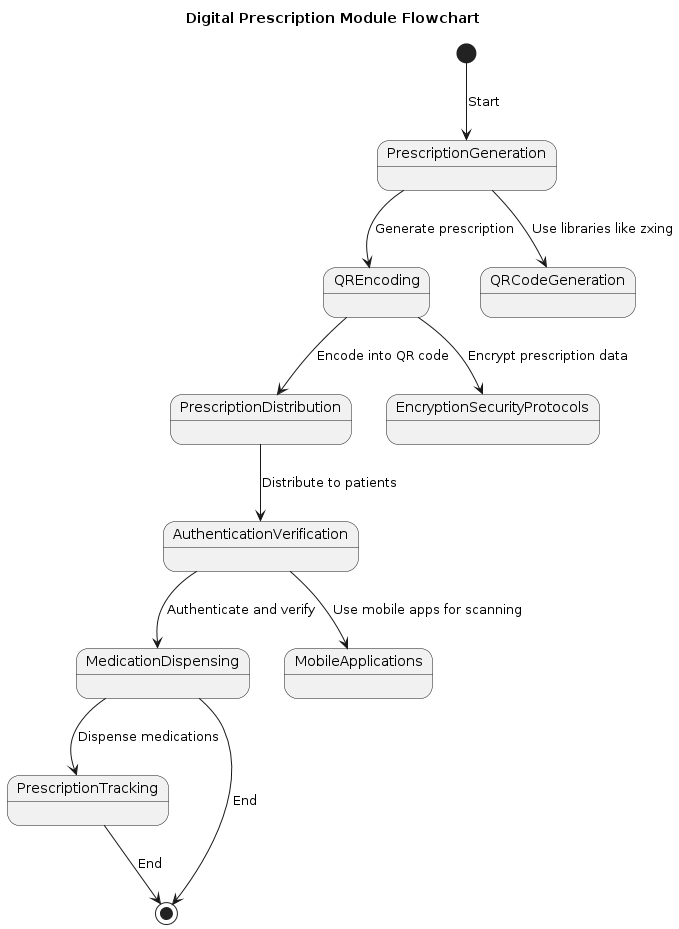 Digital Prescription Module Flowchart
Start
PrescriptionGeneration
Generate prescription
Use libraries like zxing
QREncoding
QRCodeGeneration
Encode into QR code
Encrypt prescription data
PrescriptionDistribution
EncryptionSecurityProtocols
Distribute to patients
AuthenticationVerification
Authenticate and verify
Use mobile apps for scanning
MedicationDispensing
MobileApplications
Dispense medications
PrescriptionTracking
End
End